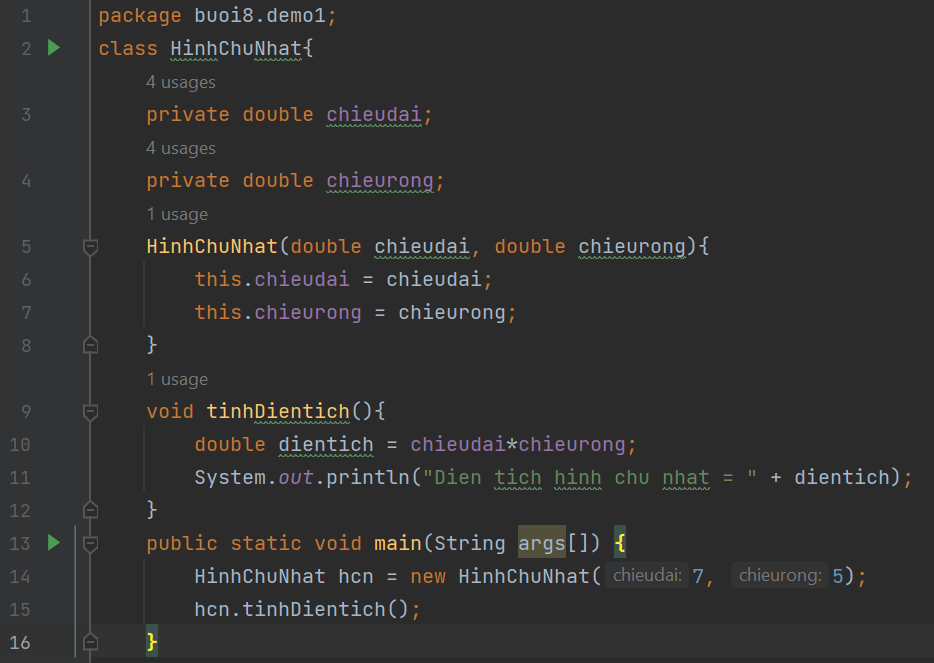 1 package buoi8.demo1;
2 class HinhChuNhat{
4 usages
3 private double chieudai;
4 usages
4 private double chieurong;
1 usage
5 HinhChuNhat(double chieudai, double chieurong){
6 this.chieudai = chieudai;
7 this.chieurong = chieurong;
8 }
1 usage
9 void tinhDientich(){
10 double dientich = chieudai*chieurong;
11 System.out.println("Dien tich hinh chu nhat = " + dientich);
12 }
13 public static void main(String args[]) {
14 HinhChuNhat hcn = new HinhChuNhat( chieudai: 7, chieurong: 5);
15 hcn.tinhDientich();
16 }